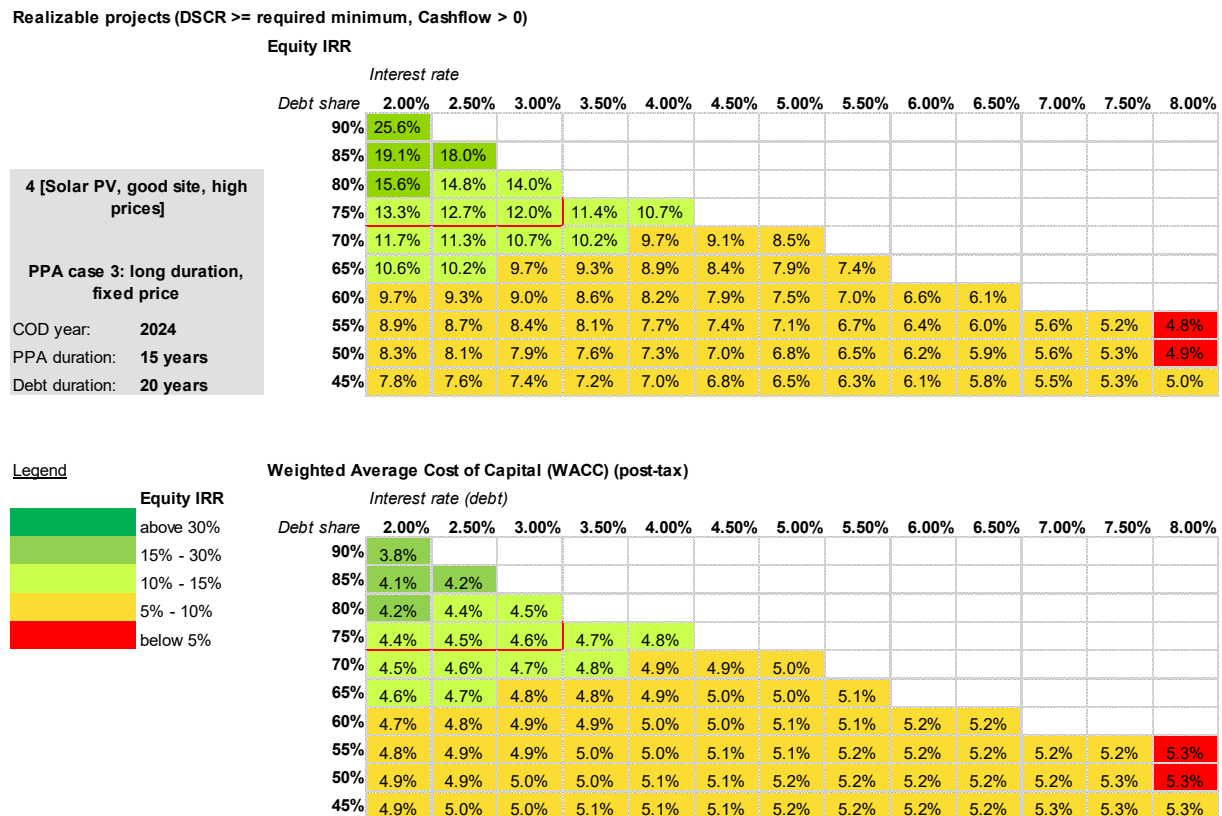 Realizable projects (DSCR >= required minimum, Cashflow > 0)
Equity IRR
Interest rate
Debt share 2.00% 2.50% 3.00% 3.50% 4.00% 4.50% 5.00% 5.50% 6.00% 6.50% 7.00% 7.50% 8.00%
90% 25.6%
85% 19.1% 18.0%
80% 15.6% 14.8% 14.0%
75% 13.3% 12.7% 12.0% 11.4% 10.7%
70% 11.7% 11.3% 10.7% 10.2% 9.7% 9.1% 8.5%
65% 10.6% 10.2% 9.7% 9.3% 8.9% 8.4% 7.9% 7.4%
60% 9.7% 9.3% 9.0% 8.6% 8.2% 7.9% 7.5% 7.0% 6.6% 6.1%
55% 8.9% 8.7% 8.4% 8.1% 7.7% 7.4% 7.1% 6.7% 6.4% 6.0% 5.6% 5.2% 4.8%
50% 8.3% 8.1% 7.9% 7.6% 7.3% 7.0% 6.8% 6.5% 6.2% 5.9% 5.6% 5.3% 4.9%
45% 7.8% 7.6% 7.4% 7.2% 7.0% 6.8% 6.5% 6.3% 6.1% 5.8% 5.5% 5.3% 5.0%
4 [Solar PV, good site, high
prices]
PPA case 3: long duration,
fixed price
COD year: 2024
PPA duration: 15 years
Debt duration: 20 years
Legend
Equity IRR
above 30%
15% - 30%
10% - 15%
5% - 10%
below 5%
Weighted Average Cost of Capital (WACC) (post-tax)
Interest rate (debt)
Debt share 2.00% 2.50% 3.00% 3.50% 4.00% 4.50% 5.00% 5.50% 6.00% 6.50% 7.00% 7.50% 8.00%
90% 3.8%
85% 4.1% 4.2%
80% 4.2% 4.4% 4.5%
75% 4.4% 4.5% 4.6% 4.7% 4.8%
70% 4.5% 4.6% 4.7% 4.8% 4.9% 4.9% 5.0%
65% 4.6% 4.7% 4.8% 4.8% 4.9% 5.0% 5.0% 5.1%
60% 4.7% 4.8% 4.9% 4.9% 5.0% 5.0% 5.1% 5.1% 5.2% 5.2%
55% 4.8% 4.9% 4.9% 5.0% 5.0% 5.1% 5.1% 5.2% 5.2% 5.2% 5.2% 5.2% 5.3%
50% 4.9% 4.9% 5.0% 5.0% 5.1% 5.1% 5.2% 5.2% 5.2% 5.2% 5.2% 5.3% 5.3%
45% 4.9% 5.0% 5.0% 5.1% 5.1% 5.1% 5.2% 5.2% 5.2% 5.2% 5.3% 5.3% 5.3%